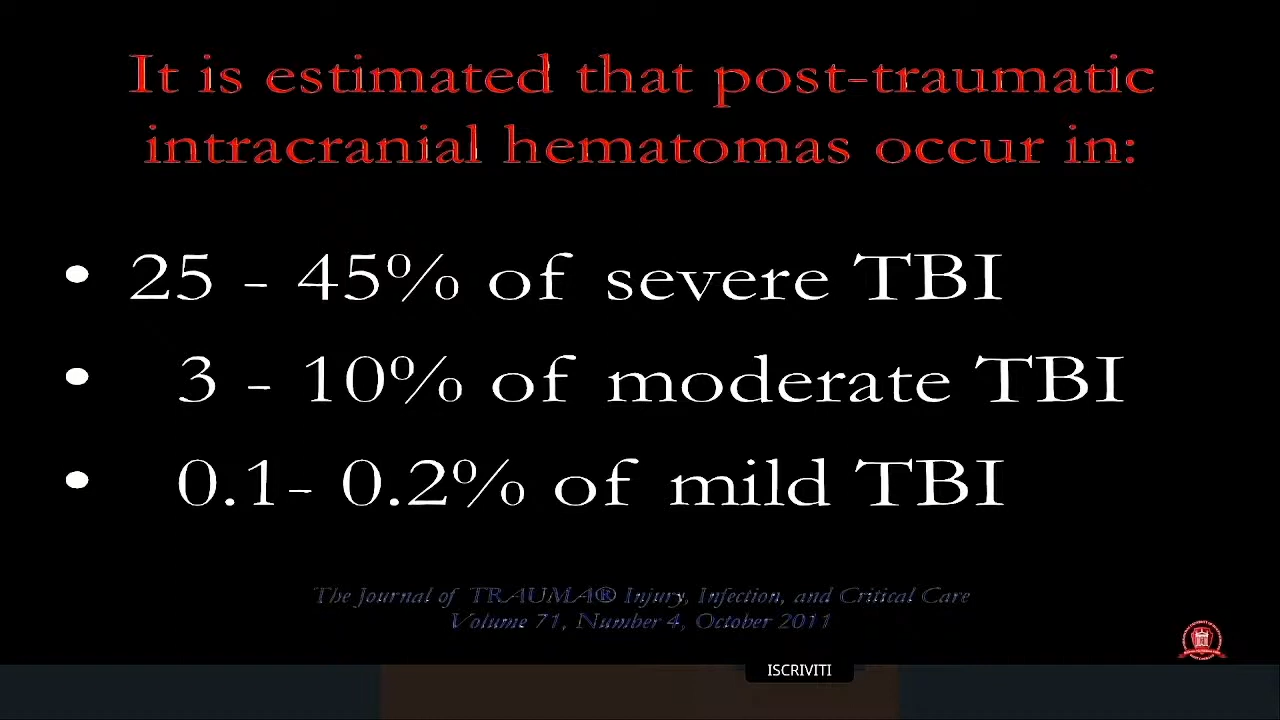 It is estimated that post-traumatic
intracranial hematomas occur in:
• 25 - 45% of severe TBI
• 3 - 10% of moderate TBI
• 0.1- 0.2% of mild TBI
The Journal of TRAUMA® Injury, Infection, and Critical Care
Volume 71, Number 4, October 2011
ISCRIVITI